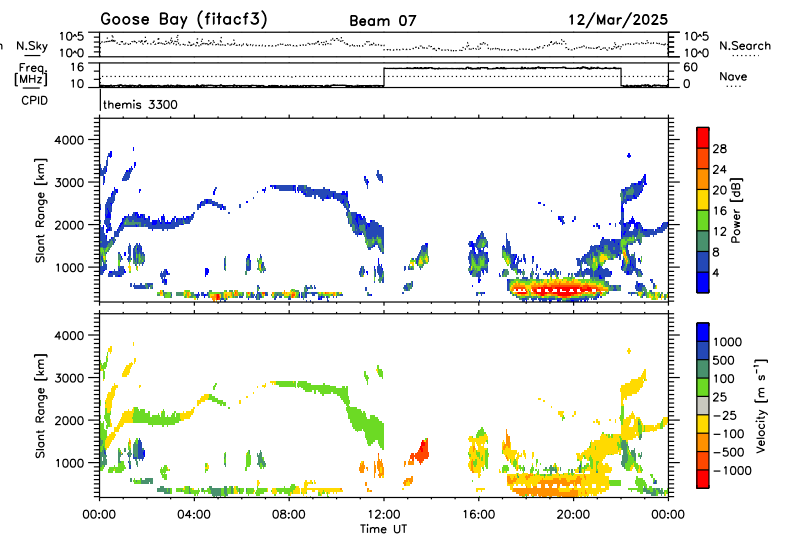 Goose Bay (fitacf3) Beam 07 12/Mar/2025
n N.Sky 10^5 10^5 N.Search
10^0 10^0
Freq. 16 60 Nave
[MHz] 10 0
CPID themis 3300
4000
3000
2000
1000
Slant Range [km]
28
24
20
16
12
8
4
Power [dB]
4000
3000
2000
1000
Slant Range [km]
1000
500
100
25
−25
−100
−500
−1000
Velocity [m s⁻¹]
00:00 04:00 08:00 12:00 16:00 20:00 00:00
Time UT